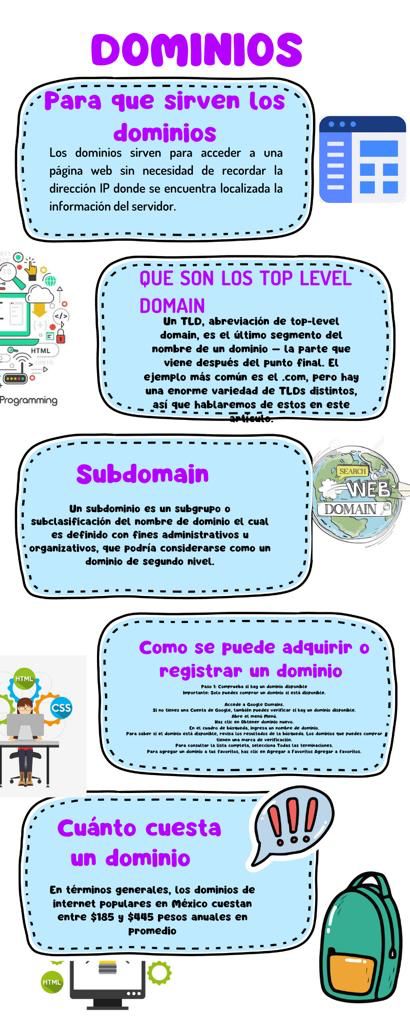 DOMINIOS
Para que sirven los
dominios
Los dominios sirven para acceder a una
página web sin necesidad de recordar la
dirección IP donde se encuentra localizada la
información del servidor.
QUE SON LOS TOP LEVEL
DOMAIN
Un TLD, abreviación de top-level
domain, es el último segmento del
nombre de un dominio – la parte que
viene después del punto final. El
ejemplo más común es el .com, pero hay
una enorme variedad de TLDs distintos,
así que hablaremos de estos en este
artículo.
</>
HTML
Programming
Subdomain
Un subdominio es un subgrupo o
subclasificación del nombre de dominio el cual
es definido con fines administrativos u
organizativos, que podría considerarse como un
dominio de segundo nivel.
SEARCH
WEB
DOMAIN
Como se puede adquirir o
registrar un dominio
Paso 1: Comprueba si hay un dominio disponible
Importante: Solo puedes comprar un dominio si está disponible.
Accede a Google Domains.
Si no tienes una Cuenta de Google, también puedes verificar si hay un dominio disponible.
Abre el menú Menú.
Haz clic en Obtener dominio nuevo.
En el cuadro de búsqueda, ingresa un nombre de dominio.
Para saber si el dominio está disponible, revisa los resultados de la búsqueda. Los dominios que puedes comprar
tienen una marca de verificación.
Para consultar la lista completa, selecciona Todas las terminaciones.
Para agregar un dominio a tus favoritos, haz clic en Agregar a favoritos Agregar a favoritos.
HTML
CSS
Cuánto cuesta
un dominio
En términos generales, los dominios de
internet populares en México cuestan
entre $185 y $445 pesos anuales en
promedio
!!!
HTML